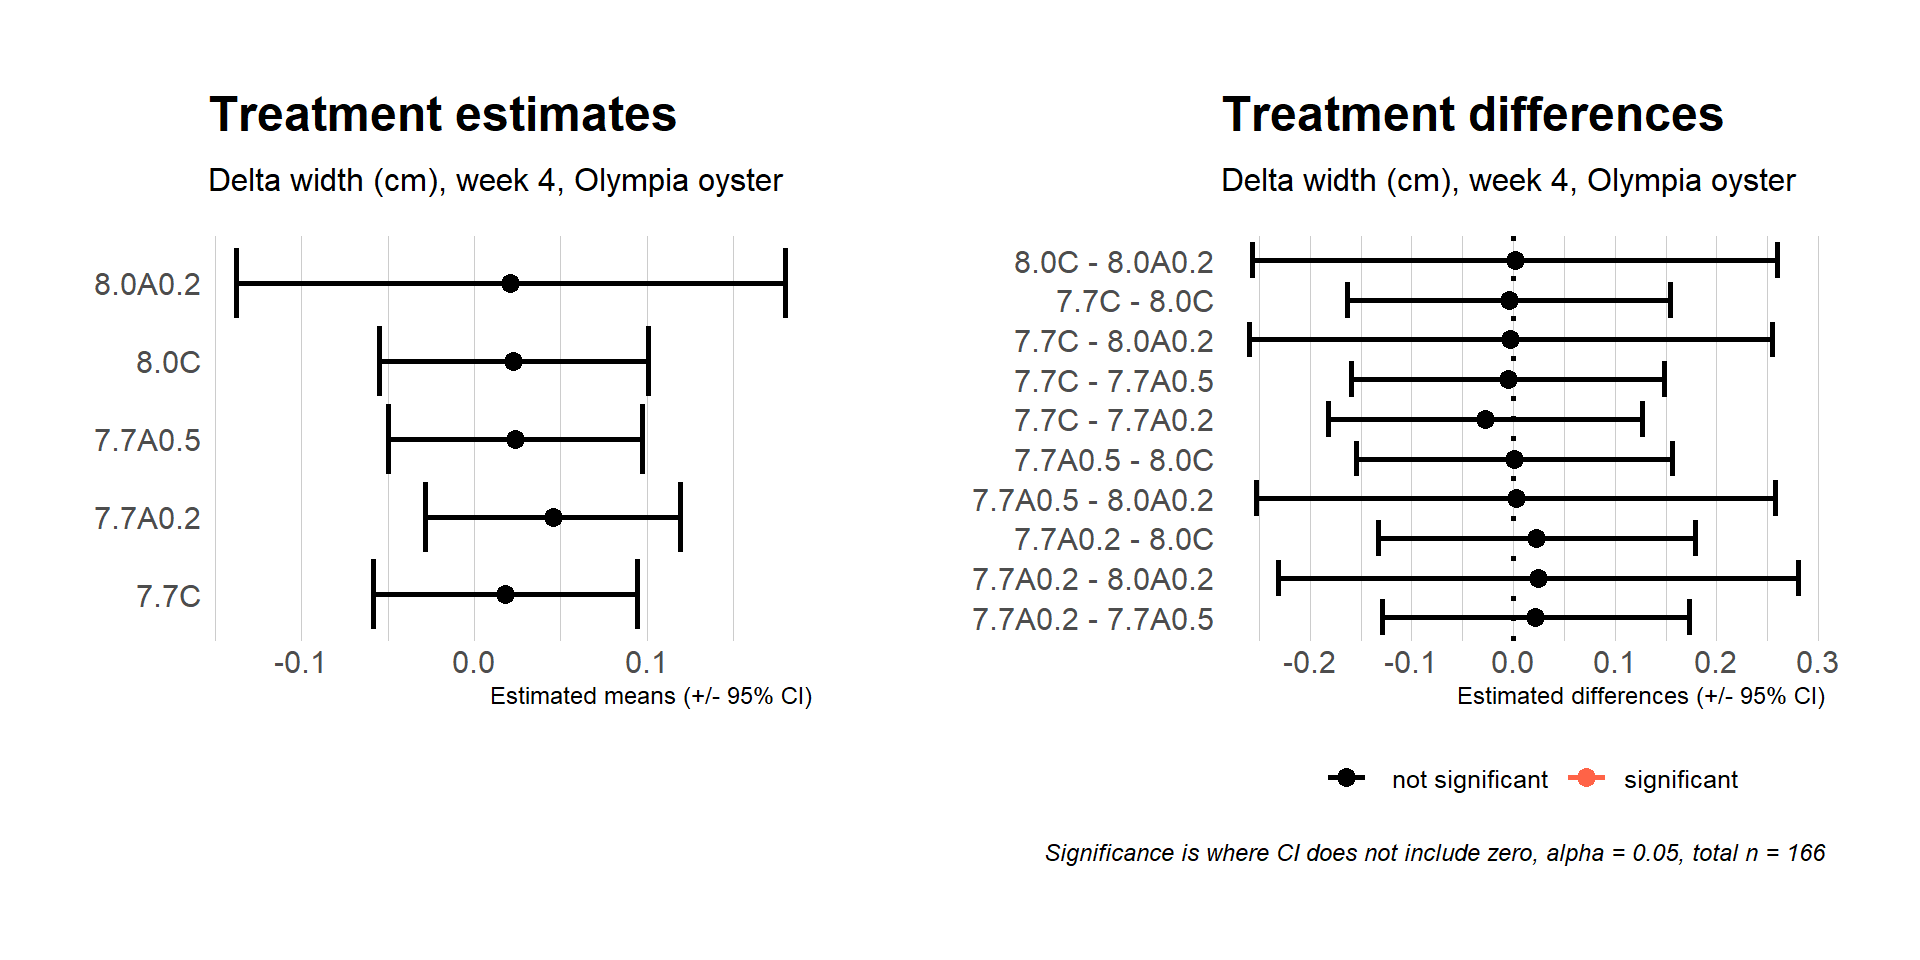 Treatment estimates
Delta width (cm), week 4, Olympia oyster
8.0A0.2
8.0C
7.7A0.5
7.7A0.2
7.7C
-0.1 0.0 0.1
Estimated means (+/- 95% CI)
Treatment differences
Delta width (cm), week 4, Olympia oyster
8.0C - 8.0A0.2
7.7C - 8.0C
7.7C - 8.0A0.2
7.7C - 7.7A0.5
7.7C - 7.7A0.2
7.7A0.5 - 8.0C
7.7A0.5 - 8.0A0.2
7.7A0.2 - 8.0C
7.7A0.2 - 8.0A0.2
7.7A0.2 - 7.7A0.5
-0.2 -0.1 0.0 0.1 0.2 0.3
Estimated differences (+/- 95% CI)
not significant significant
Significance is where CI does not include zero, alpha = 0.05, total n = 166